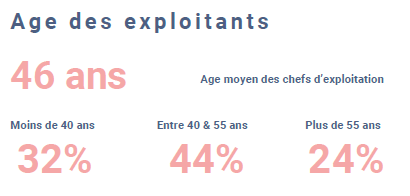 Age des exploitants
46 ans
Age moyen des chefs d'exploitation
Moins de 40 ans
Entre 40 & 55 ans
Plus de 55 ans
32%
44%
24%